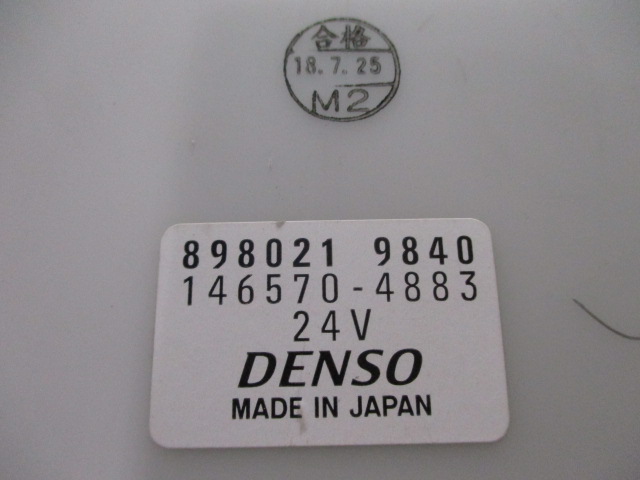 合格
18.7.25
M2
898021 9840
146570-4883
24V
DENSO
MADE IN JAPAN